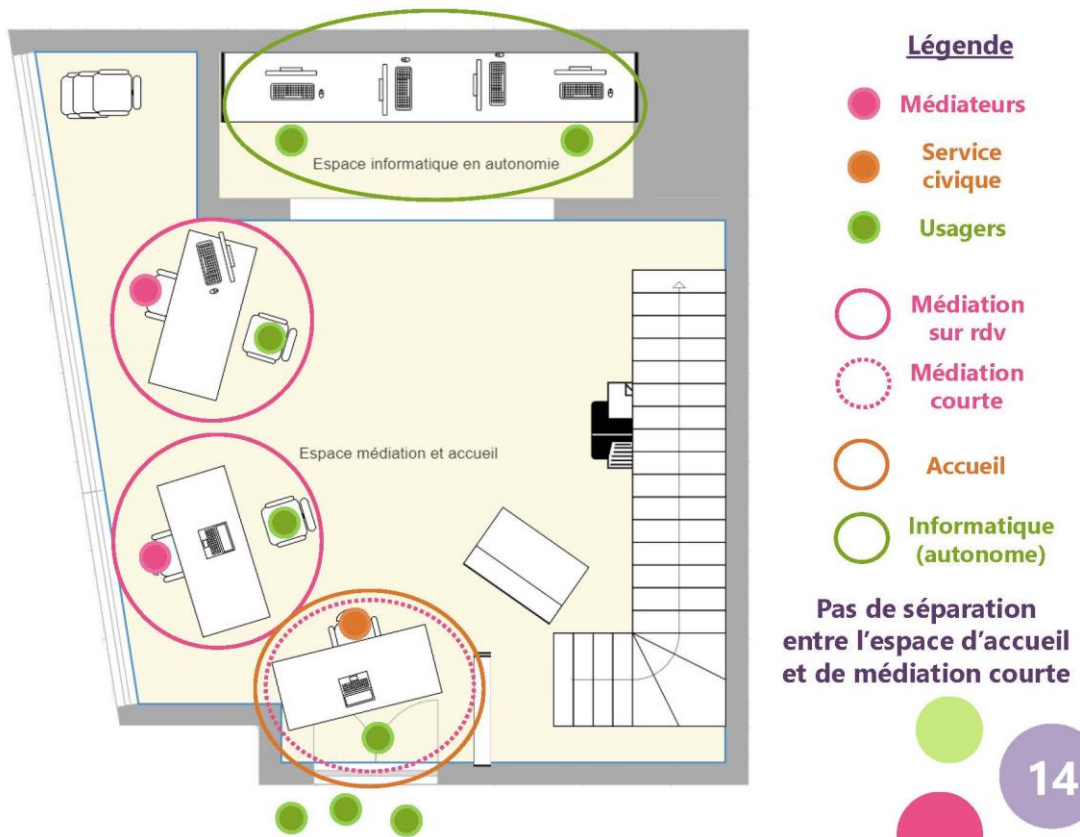 Espace informatique en autonomie
Espace médiation et accueil
Légende
Médiateurs
Service
civique
Usagers
Médiation
sur rdv
Médiation
courte
Accueil
Informatique
(autonome)
Pas de séparation
entre l'espace d'accueil
et de médiation courte
14